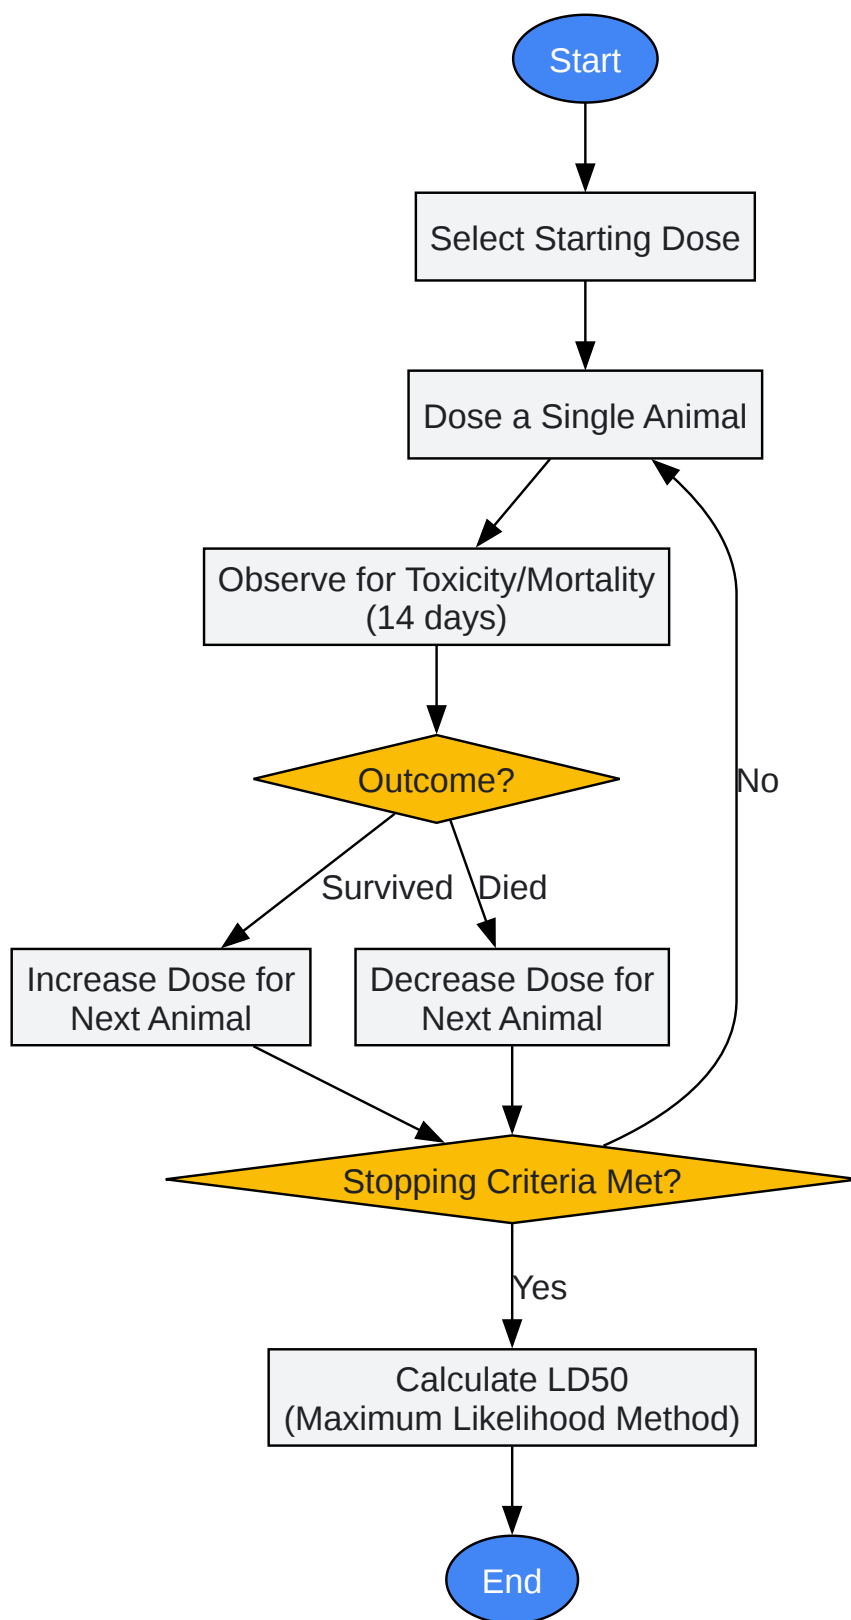 Start
Select Starting Dose
Dose a Single Animal
Observe for Toxicity/Mortality
(14 days)
Outcome?
No
Survived
Died
Increase Dose for
Next Animal
Decrease Dose for
Next Animal
Stopping Criteria Met?
Yes
Calculate LD50
(Maximum Likelihood Method)
End